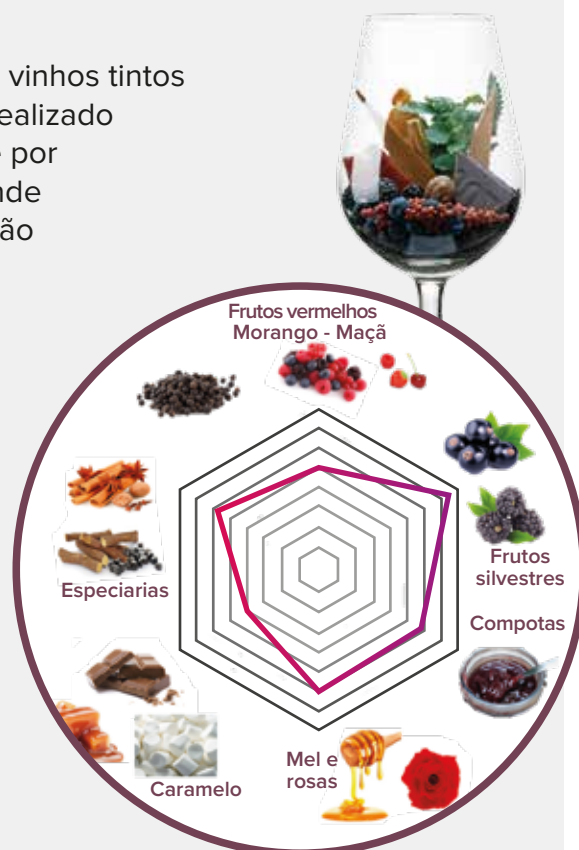 vinhos tintos
ealizado
por
nde
ão
Frutos vermelhos
Morango - Maçã
Frutos
silvestres
Especiarias
Compotas
Mel e
rosas
Caramelo